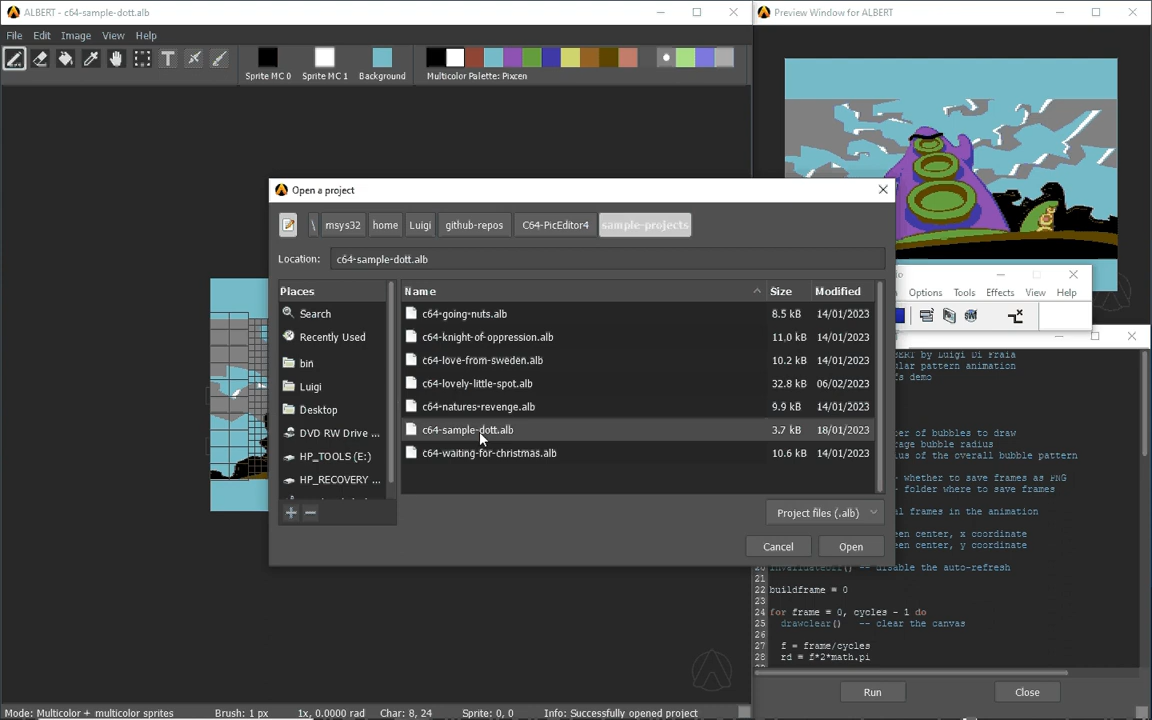 ALBERT - c64-sample-dott.alb
File Edit Image View Help
Sprite MC 0 Sprite MC 1 Background Multicolor Palette: Pixcen
Preview Window for ALBERT
Open a project
\ msys32 home Luigi github-repos C64-PicEditor4 sample-projects
Location: c64-sample-dott.alb
Places
Search
Recently Used
bin
Luigi
Desktop
DVD RW Drive ...
HP_TOOLS (E:)
HP_RECOVERY ...
Name Size Modified
c64-going-nuts.alb 8.5 kB 14/01/2023
c64-knight-of-oppression.alb 11.0 kB 14/01/2023
c64-love-from-sweden.alb 10.2 kB 14/01/2023
c64-lovely-little-spot.alb 32.8 kB 06/02/2023
c64-natures-revenge.alb 9.9 kB 14/01/2023
c64-sample-dott.alb 3.7 kB 18/01/2023
c64-waiting-for-christmas.alb 10.6 kB 14/01/2023
Project files (.alb)
Cancel Open
Options Tools Effects View Help
by Luigi Di Fraia
pattern animation
demo
of bubbles to draw
bubble radius
of the overall bubble pattern
- whether to save frames as PNG
- folder where to save frames
frames in the animation
center, x coordinate
center, y coordinate
-- disable the auto-refresh
21
22 buildframe = 0
23
24 for frame = 0, cycles - 1 do
25 drawclear() -- clear the canvas
26
27 f = frame/cycles
28 rd = f*2*math.pi
Run Close
Mode: Multicolor + multicolor sprites Brush: 1 px 1x, 0.0000 rad Char: 8, 24 Sprite: 0, 0 Info: Successfully opened project